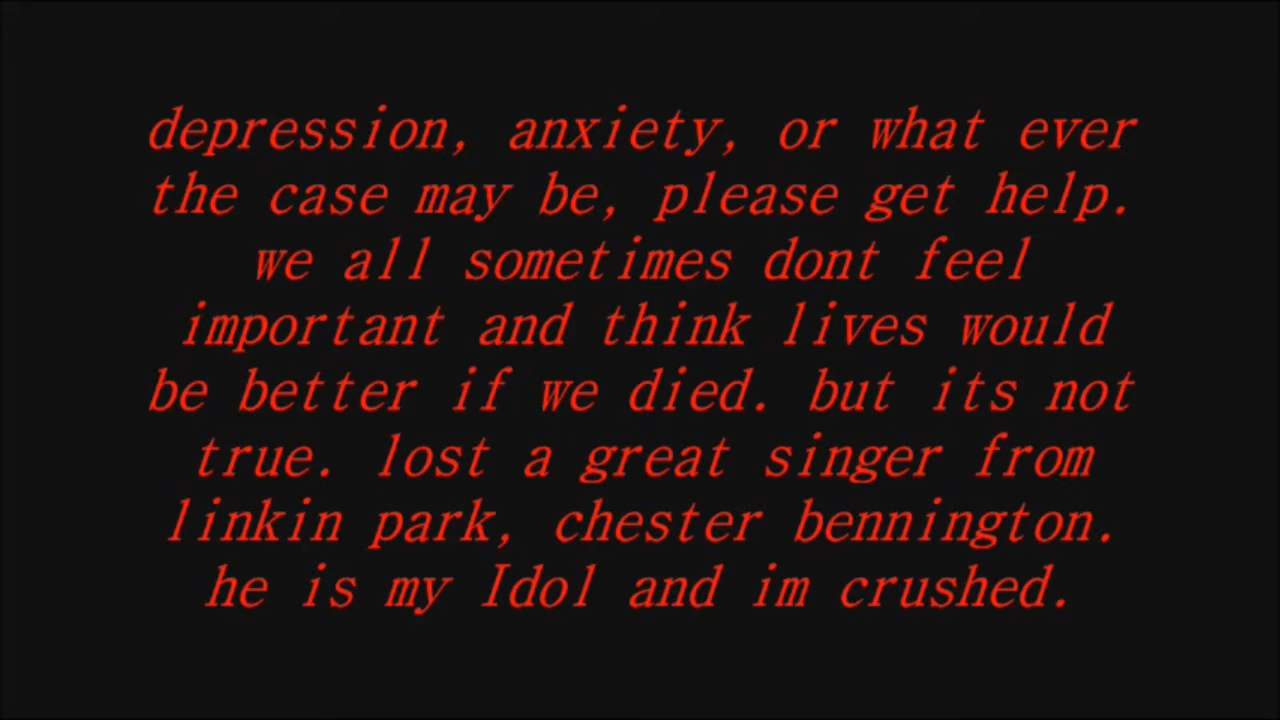 depression, anxiety, or what ever
the case may be, please get help.
we all sometimes dont feel
important and think lives would
be better if we died. but its not
true. lost a great singer from
linkin park, chester bennington.
he is my Idol and im crushed.